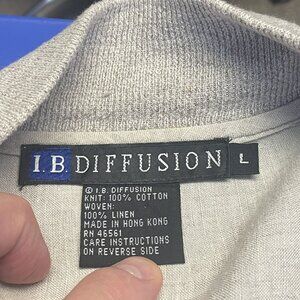 I.B. DIFFUSION L
© I.B. DIFFUSION
KNIT: 100% COTTON
WOVEN:
100% LINEN
MADE IN HONG KONG
RN 46561
CARE INSTRUCTIONS
ON REVERSE SIDE